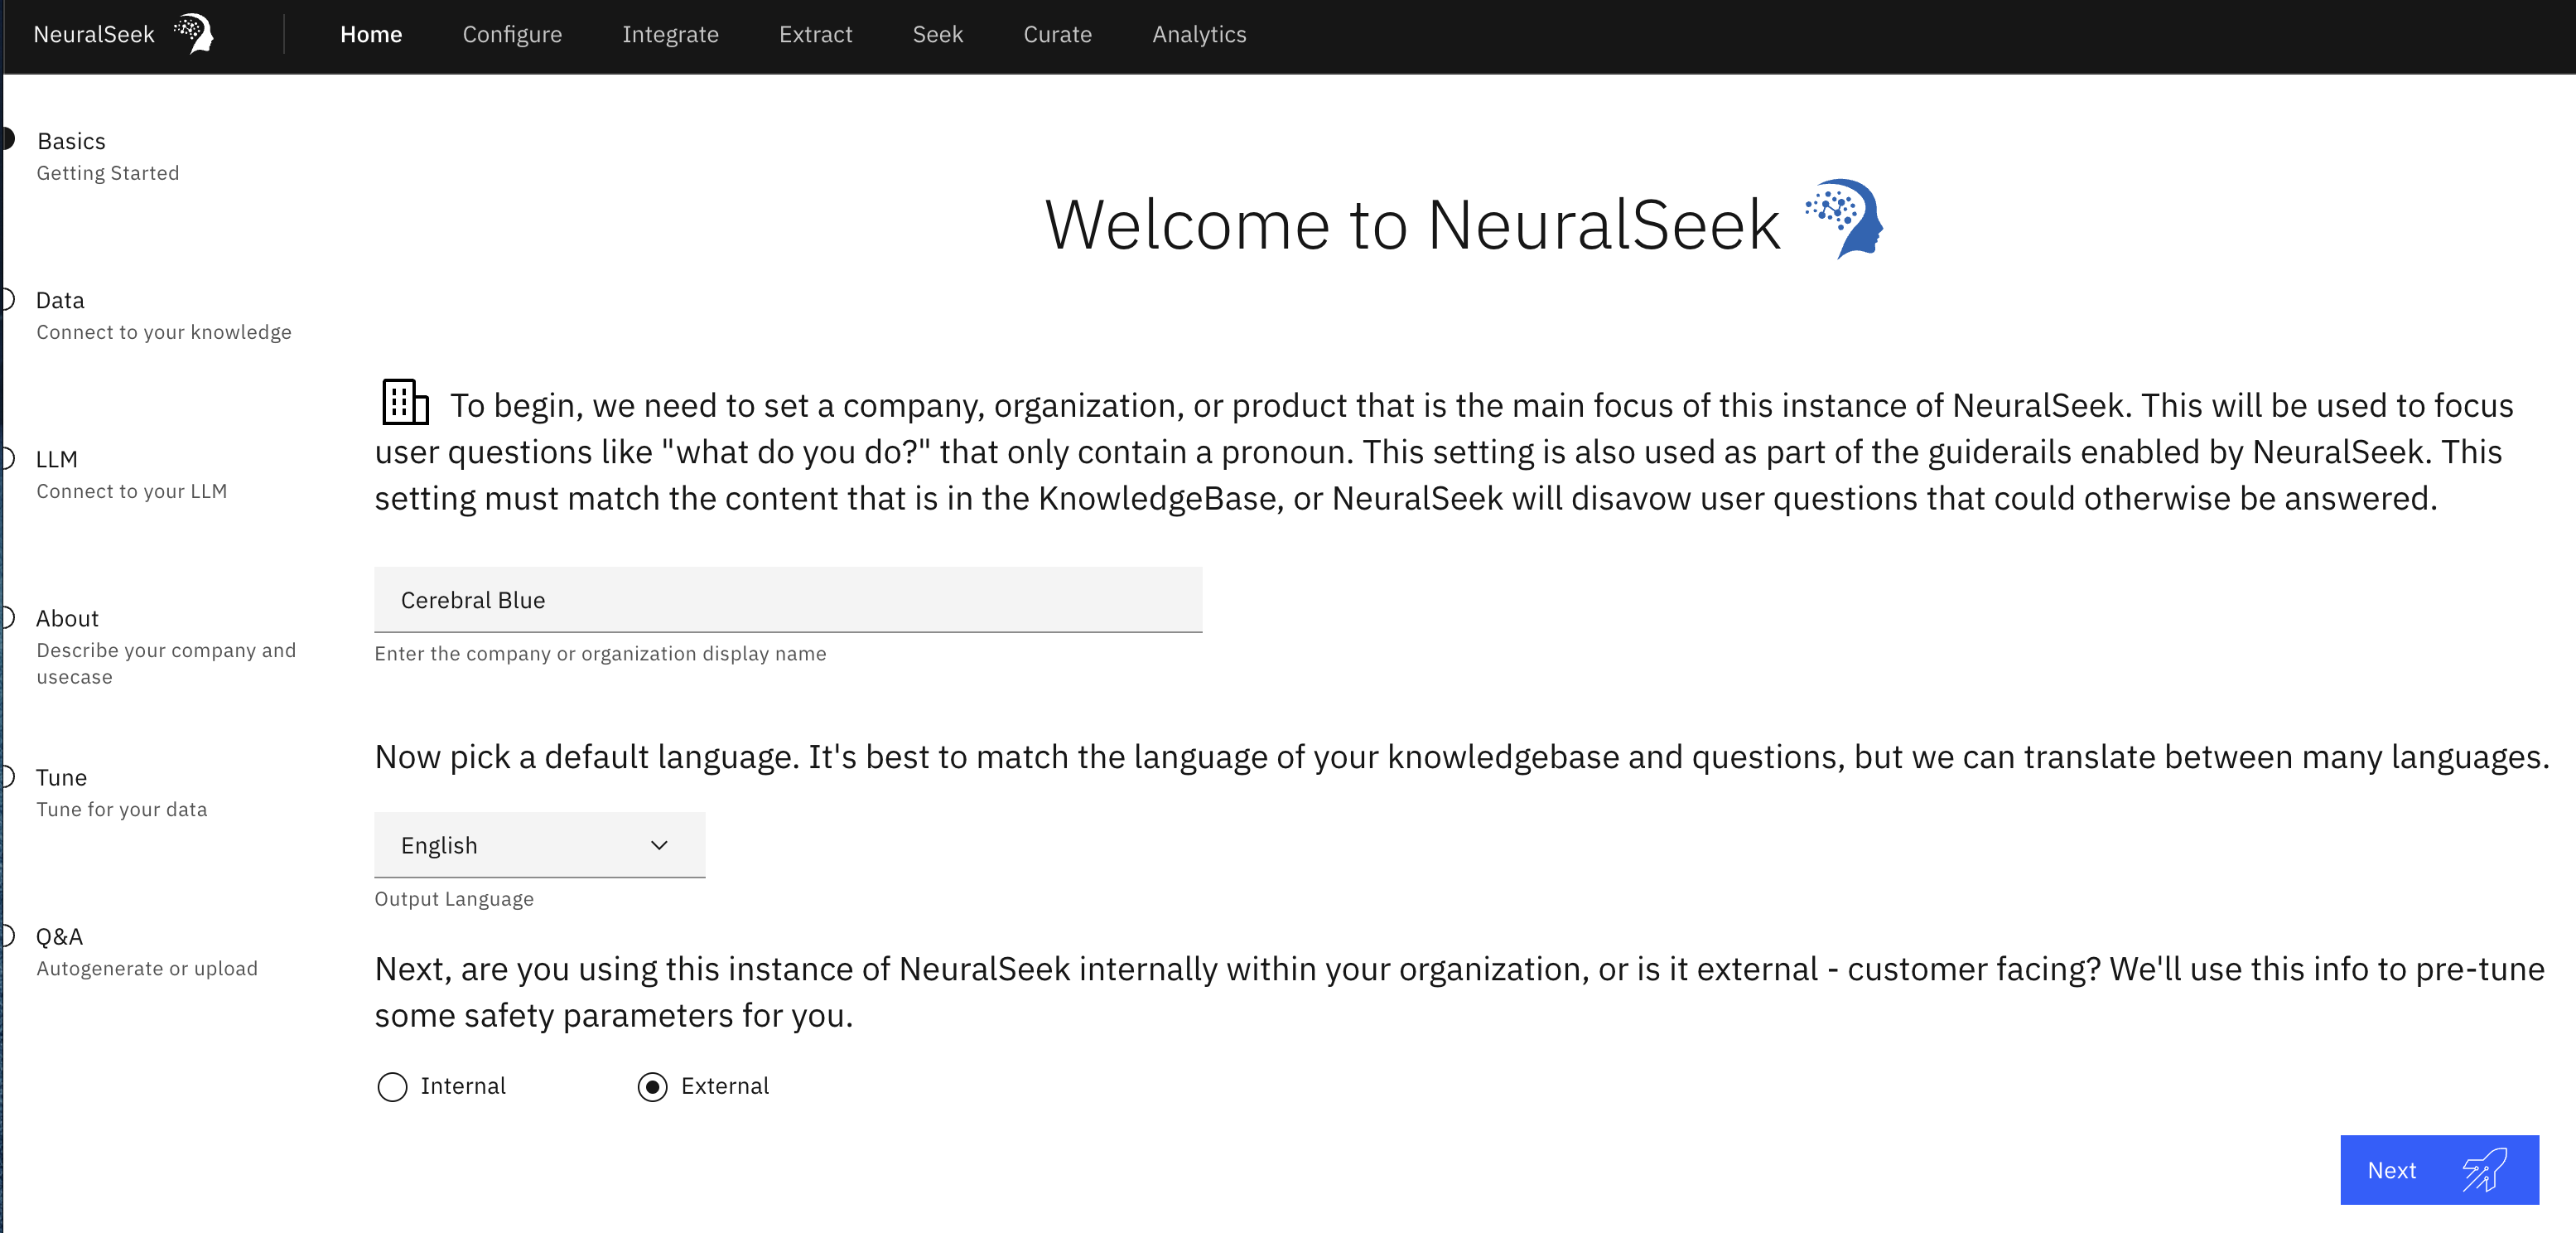 NeuralSeek
Home
Configure
Integrate
Extract
Seek
Curate
Analytics
Basics
Getting Started
Data
Connect to your knowledge
LLM
Connect to your LLM
About
Describe your company and
usecase
Tune
Tune for your data
Q&A
Autogenerate or upload
Welcome to NeuralSeek
To begin, we need to set a company, organization, or product that is the main focus of this instance of NeuralSeek. This will be used to focus
user questions like "what do you do?" that only contain a pronoun. This setting is also used as part of the guiderails enabled by NeuralSeek. This
setting must match the content that is in the KnowledgeBase, or NeuralSeek will disavow user questions that could otherwise be answered.
Cerebral Blue
Enter the company or organization display name
Now pick a default language. It's best to match the language of your knowledgebase and questions, but we can translate between many languages.
English
Output Language
Next, are you using this instance of NeuralSeek internally within your organization, or is it external - customer facing? We'll use this info to pre-tune
some safety parameters for you.
Internal
External
Next